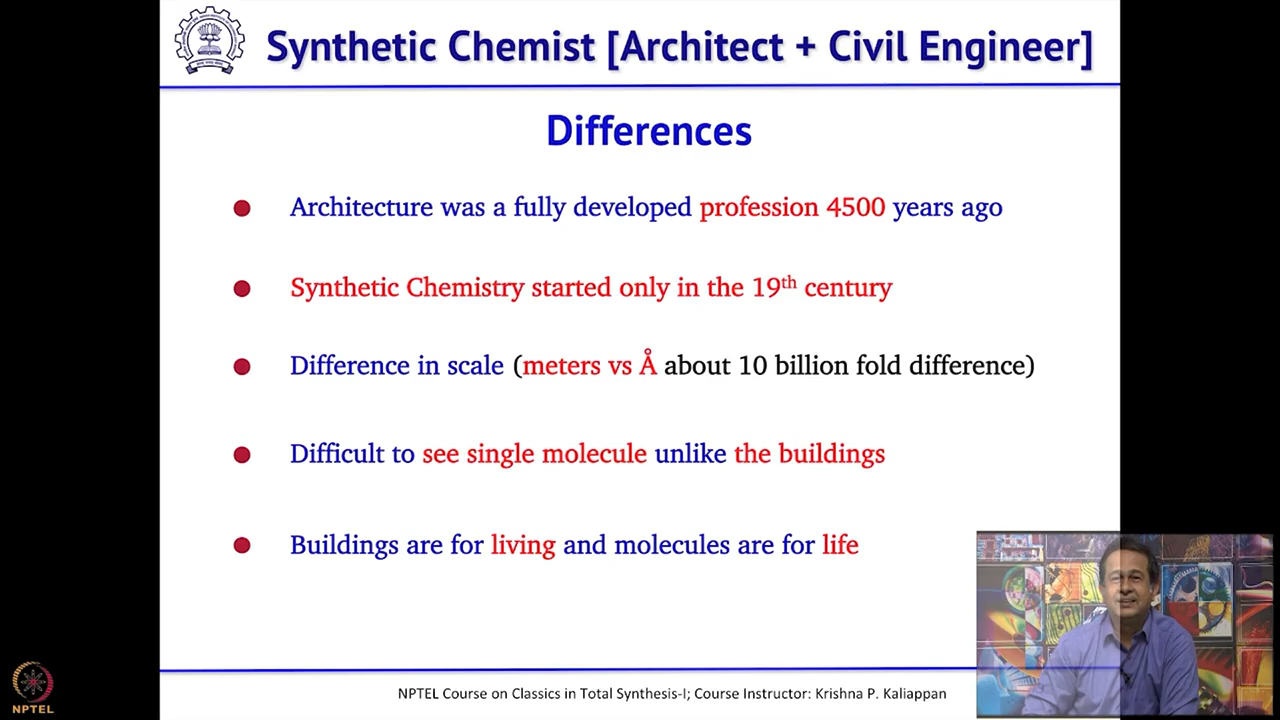 Synthetic Chemist [Architect + Civil Engineer]
Differences
Architecture was a fully developed profession 4500 years ago
Synthetic Chemistry started only in the 19th century
Difference in scale (meters vs Å about 10 billion fold difference)
Difficult to see single molecule unlike the buildings
Buildings are for living and molecules are for life
NPTEL Course on Classics in Total Synthesis-I; Course Instructor: Krishna P. Kaliappan
NPTEL